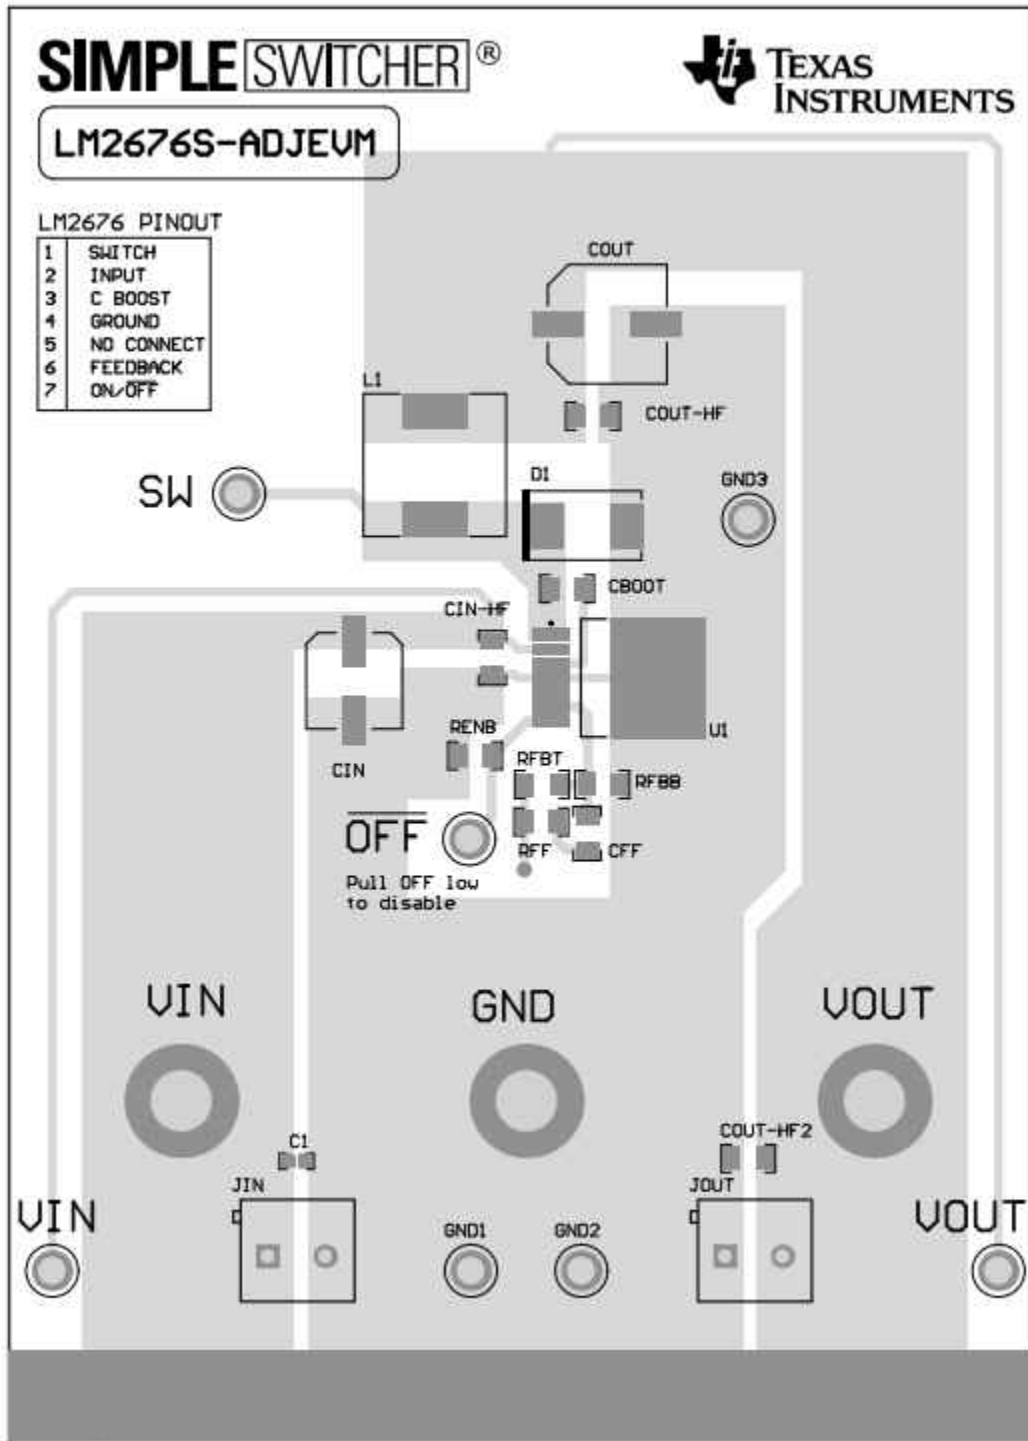 SIMPLE SWITCHER®
TEXAS
INSTRUMENTS
LM2676S-ADJEVM
LM2676 PINOUT
1 SWITCH
2 INPUT
3 C BOOST
4 GROUND
5 NO CONNECT
6 FEEDBACK
7 ON/OFF
COUT
L1
COUT-HF
D1
GND3
SW
CBOOT
CIN-HF
U1
RENB
CIN
RFBT
RFBB
OFF
RFF
CFF
Pull OFF low
to disable
VIN
GND
VOUT
C1
COUT-HF2
JIN
JOUT
VIN
GND1
GND2
VOUT